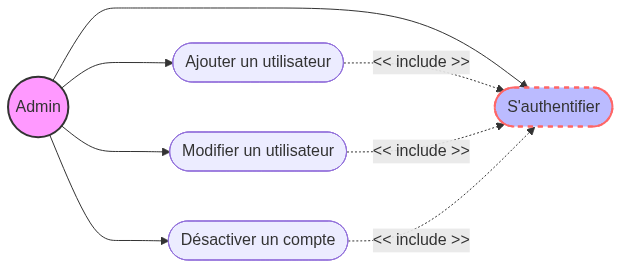 Ajouter un utilisateur
<< include >>
Admin
S'authentifier
Modifier un utilisateur
<< include >>
Désactiver un compte
<< include >>